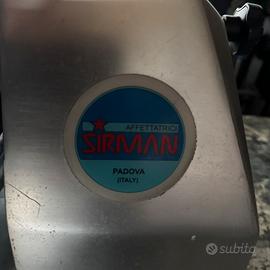 AFFETTATRICI
SIRMAN
PADOVA
(ITALY)
subito